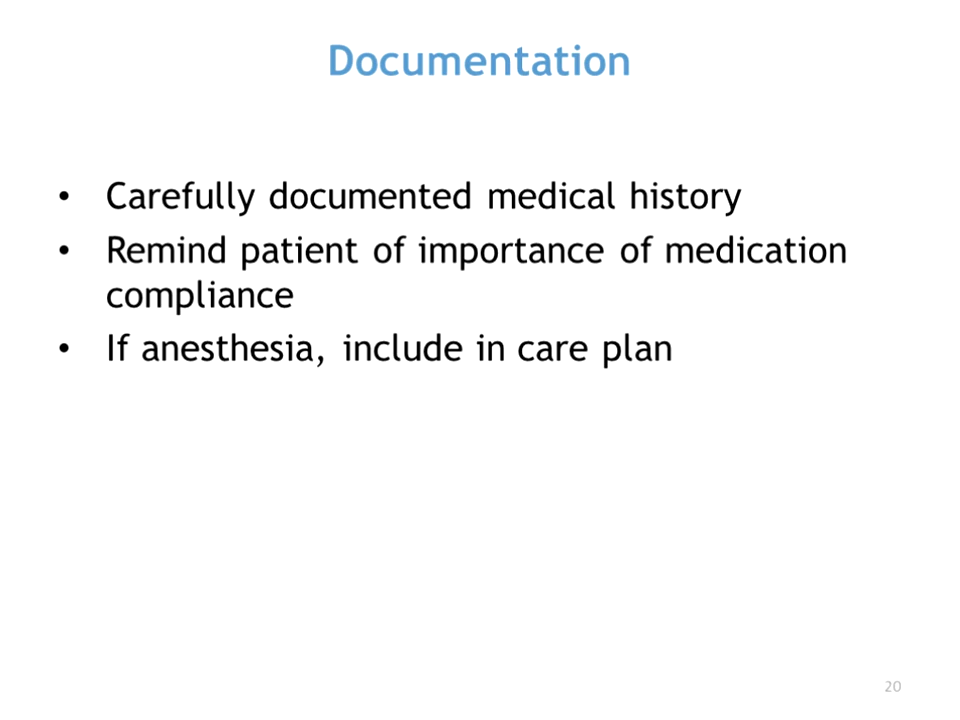 Documentation
• Carefully documented medical history
• Remind patient of importance of medication
compliance
• If anesthesia, include in care plan
20